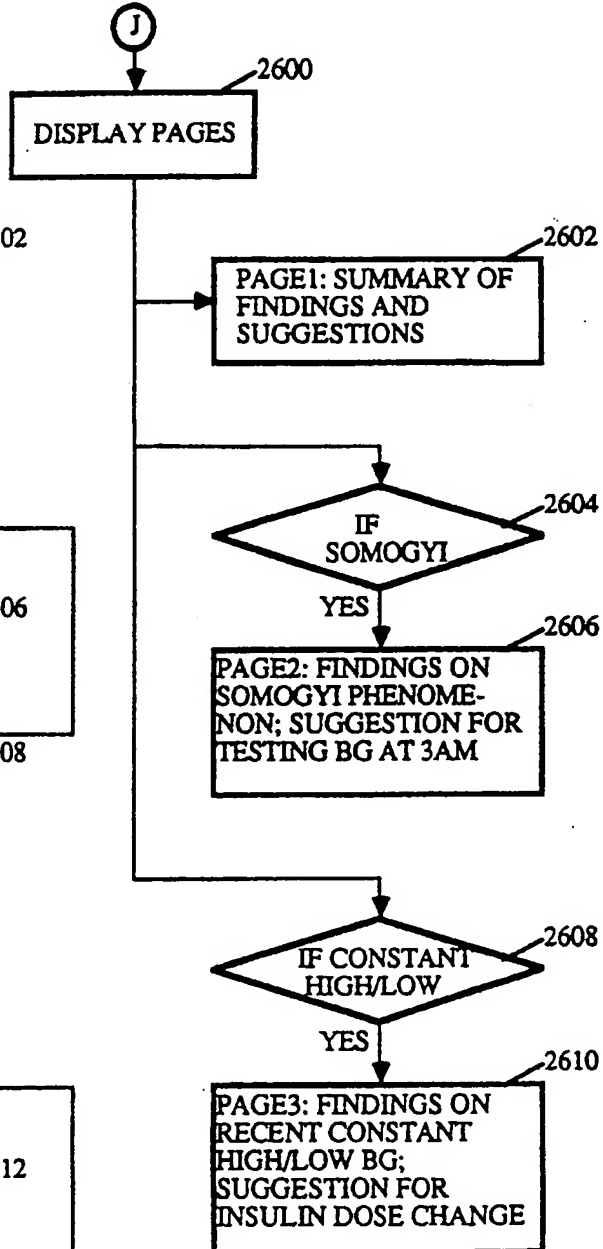 J
2600
DISPLAY PAGES
02
2602
PAGE1: SUMMARY OF
FINDINGS AND
SUGGESTIONS
2604
IF
SOMOGYI
06
YES
2606
PAGE2: FINDINGS ON
SOMOGYI PHENOME-
NON; SUGGESTION FOR
TESTING BG AT 3AM
08
2608
IF CONSTANT
HIGH/LOW
YES
2610
PAGE3: FINDINGS ON
RECENT CONSTANT
HIGH/LOW BG;
SUGGESTION FOR
INSULIN DOSE CHANGE
12